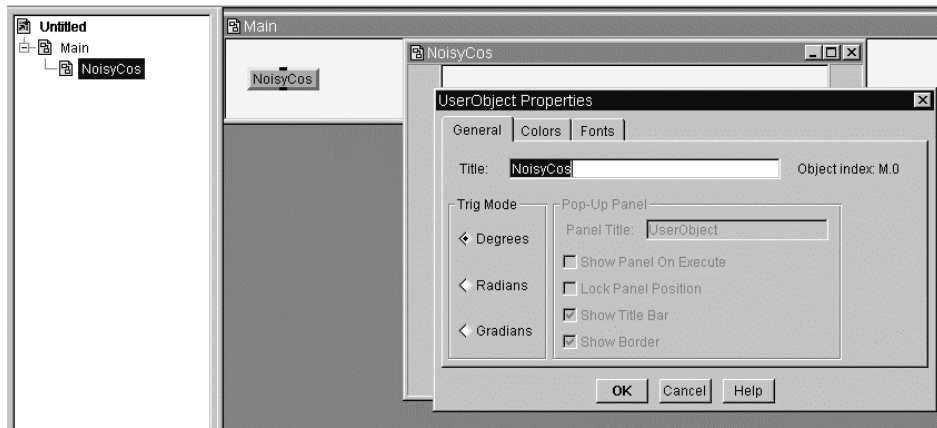 Untitled
Main
NoisyCos
Main
NoisyCos
NoisyCos
UserObject Properties
General Colors Fonts
Title: NoisyCos Object index: M.0
Trig Mode
Degrees
Radians
Gradians
Pop-Up Panel
Panel Title: UserObject
Show Panel On Execute
Lock Panel Position
Show Title Bar
Show Border
OK Cancel Help